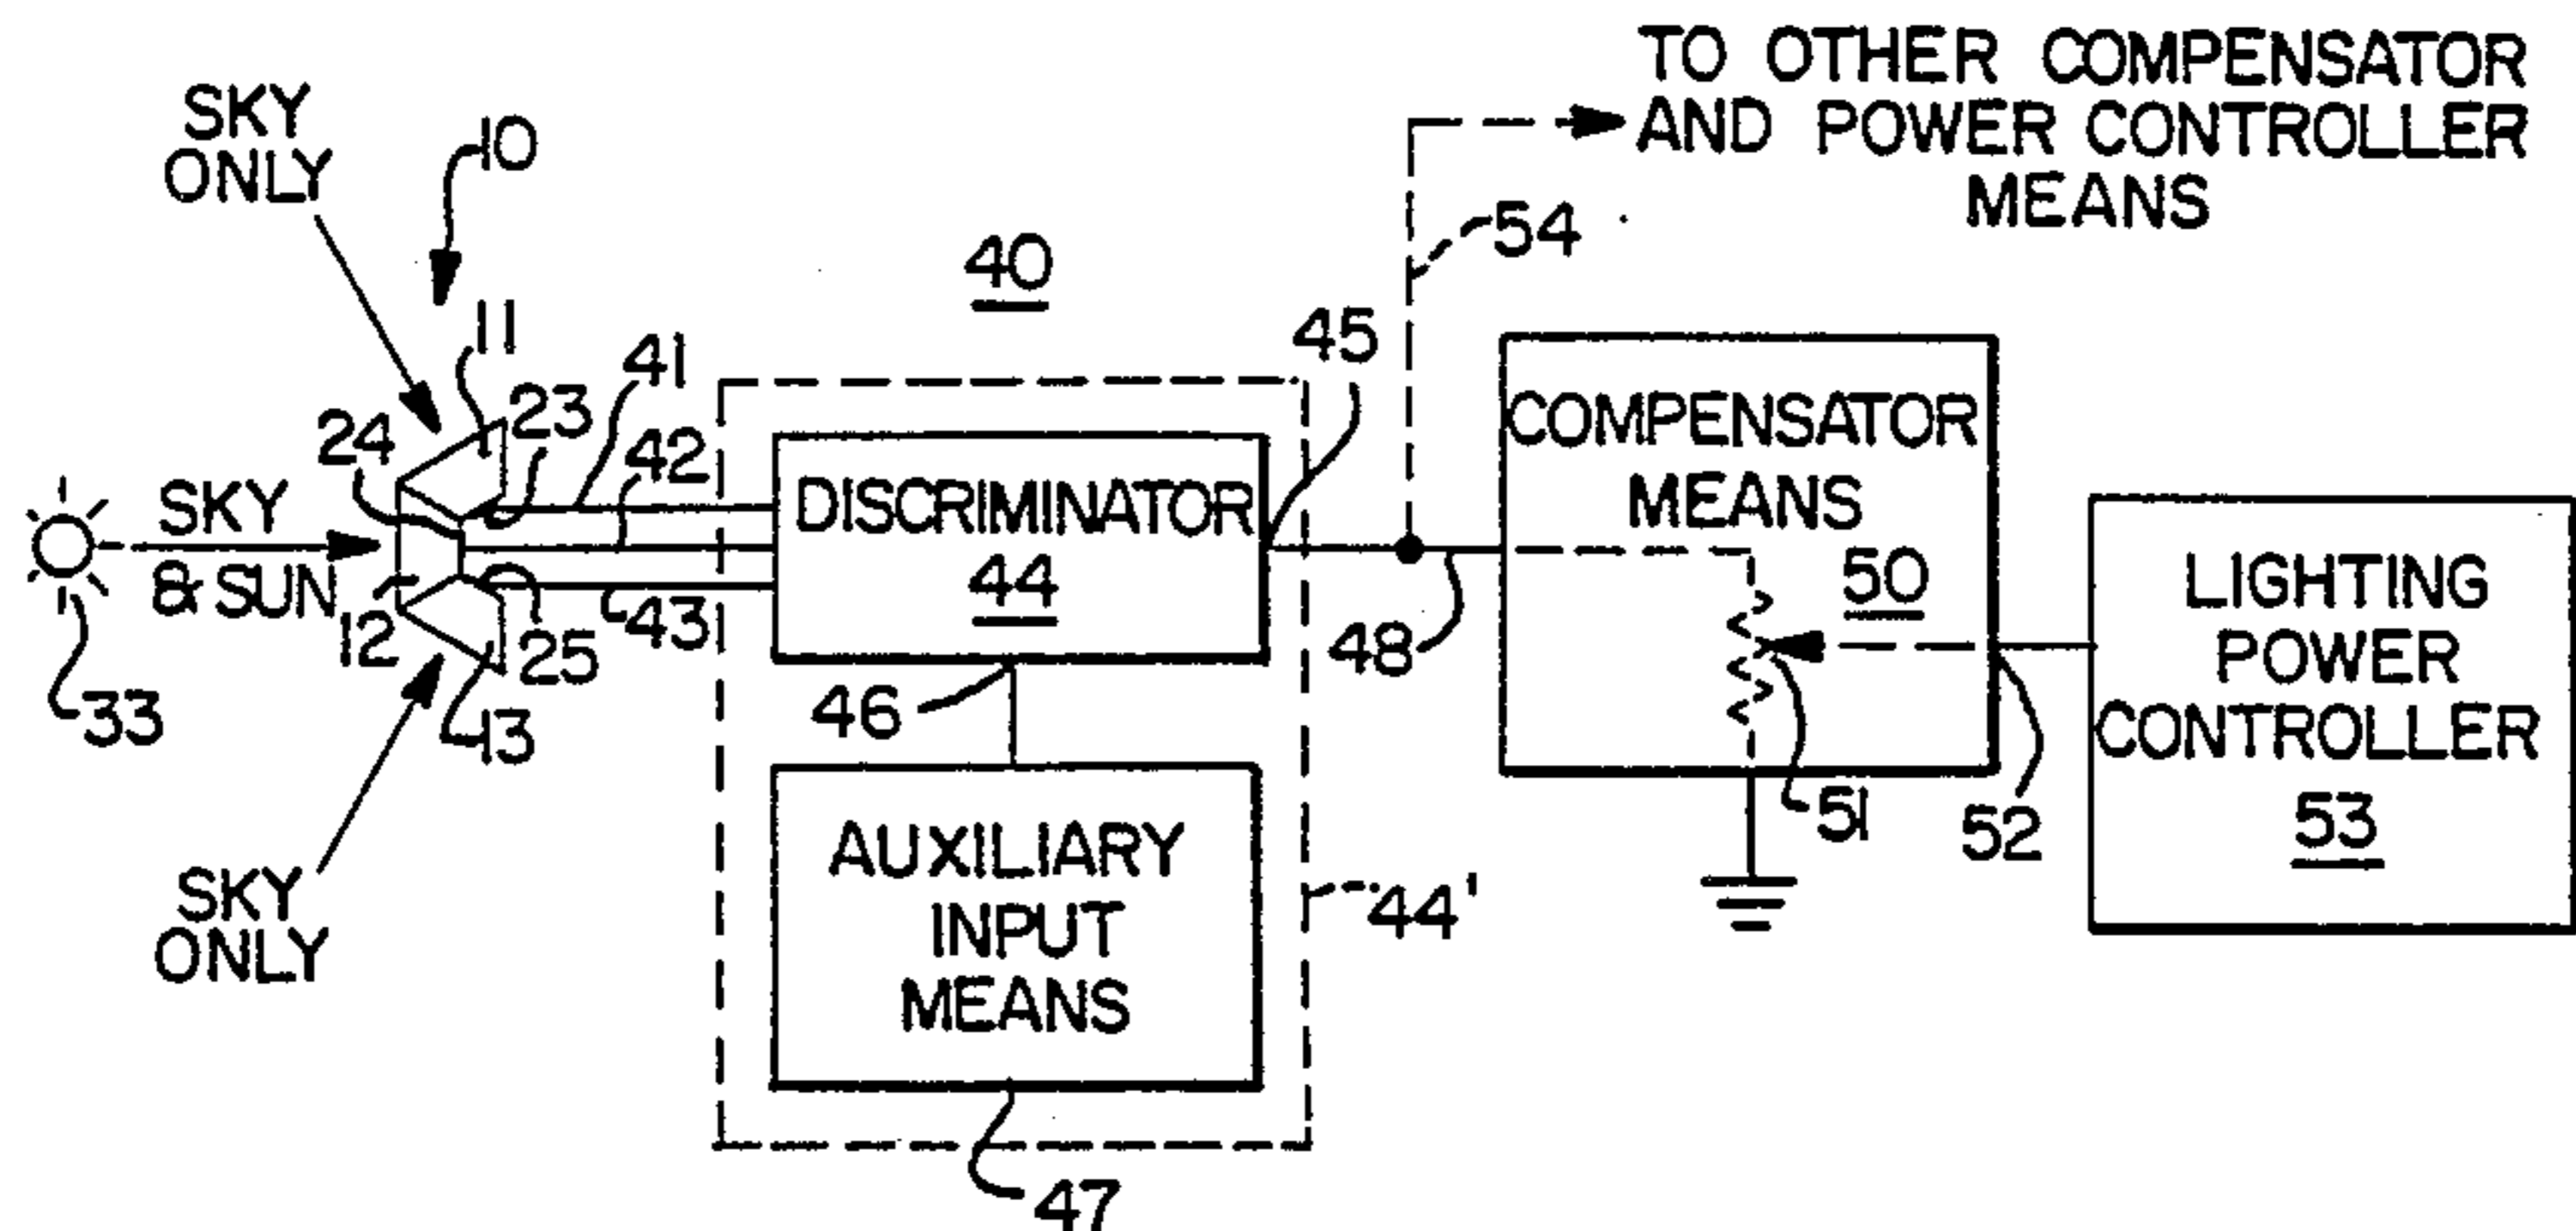 TO OTHER COMPENSATOR
AND POWER CONTROLLER
MEANS
SKY
ONLY
10
54
40
11
41
45
23
24
42
COMPENSATOR
MEANS
50
SKY
& SUN
DISCRIMINATOR
44
LIGHTING
POWER
CONTROLLER
53
12
25
43
48
33
13
46
51
52
AUXILIARY
INPUT
MEANS
SKY
ONLY
44'
47